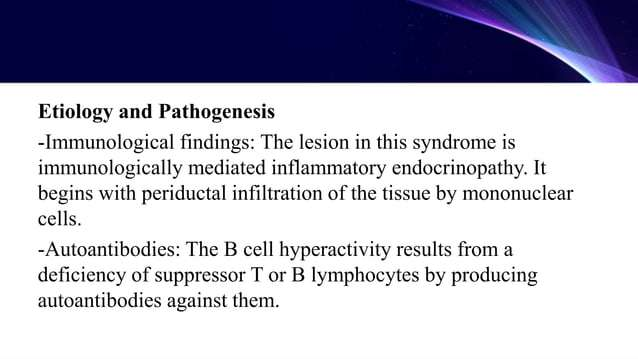 Etiology and Pathogenesis
-Immunological findings: The lesion in this syndrome is
immunologically mediated inflammatory endocrinopathy. It
begins with periductal infiltration of the tissue by mononuclear
cells.
-Autoantibodies: The B cell hyperactivity results from a
deficiency of suppressor T or B lymphocytes by producing
autoantibodies against them.